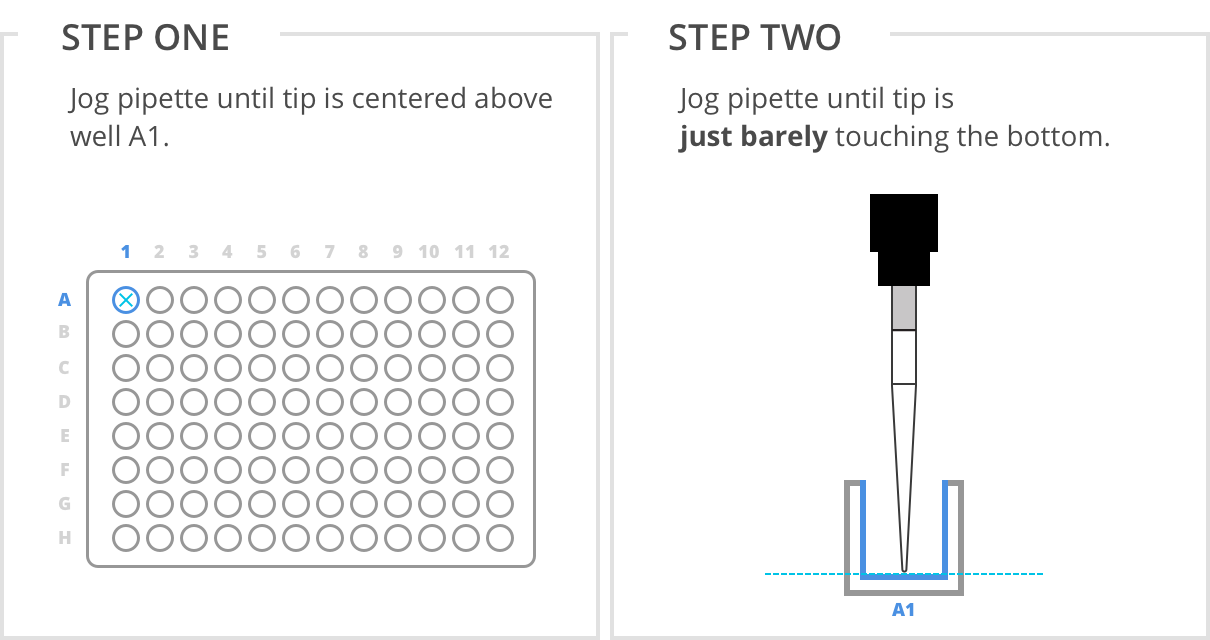 STEP ONE
Jog pipette until tip is centered above
well A1.
1 2 3 4 5 6 7 8 9 10 11 12
A
B
C
D
E
F
G
H
STEP TWO
Jog pipette until tip is
just barely touching the bottom.
A1